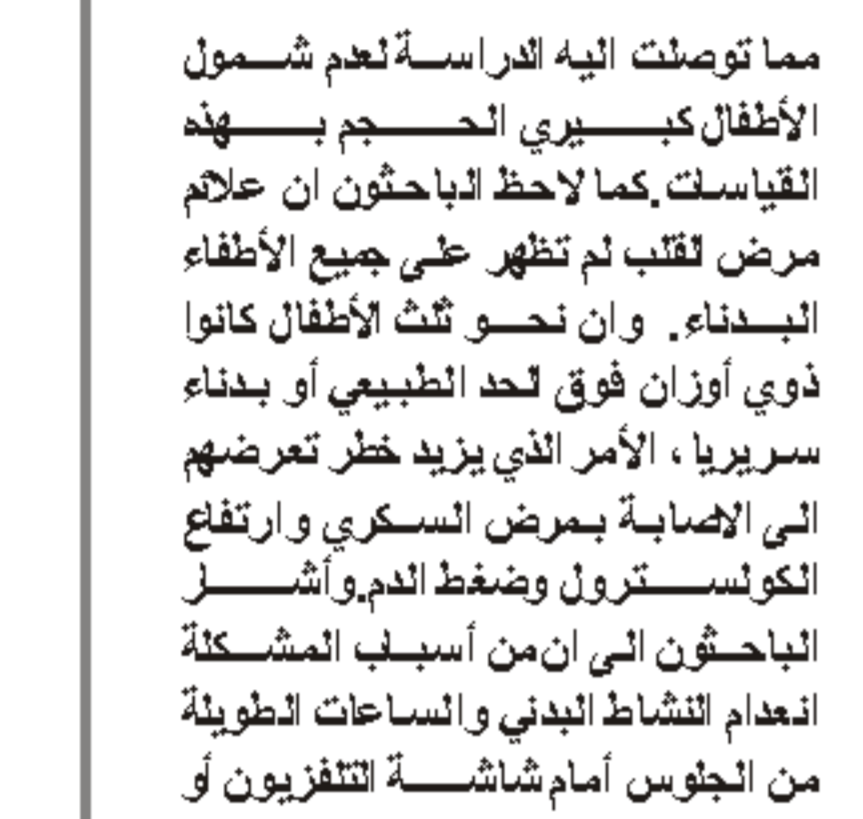 مما توصلت اليه الدراسة لعدم شمول
الأطفال كبيري الحجم بهذه
القياسات.كما لاحظ الباحثون ان علائم
مرض لقلب لم تظهر على جميع الأطفاء
البدناء. وان نحو ثلث الأطفال كانوا
ذوي أوزان فوق لحد الطبيعي أو بدناء
سريريا، الأمر الذي يزيد خطر تعرضهم
الى الاصابة بمرض السكري وارتفاع
الكولسترول وضغط الدم.وأشر
الباحثون الى ان من أسباب المشكلة
انعدام النشاط البدني والساعات الطويلة
من الجلوس أمام شاشة التلفزيون أو